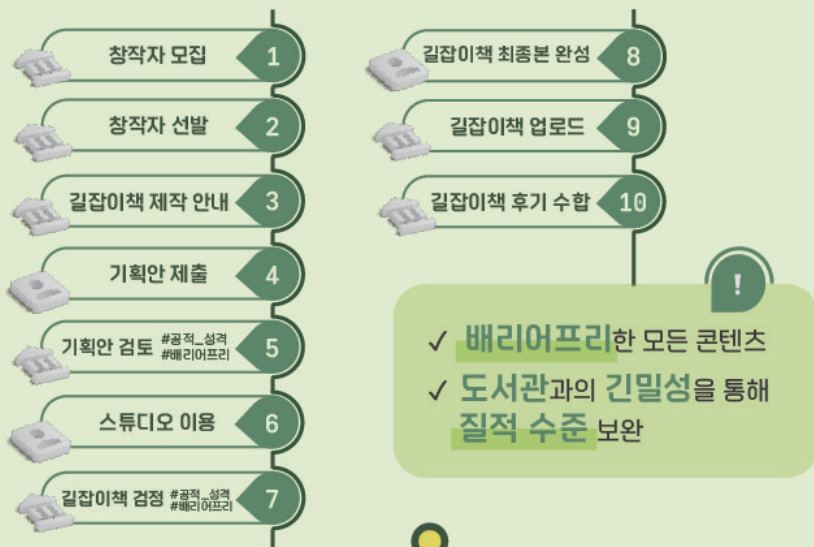 창작자 모집 1
창작자 선발 2
길잡이책 제작 안내 3
기획안 제출 4
기획안 검토 #공적_성격 #배리어프리 5
스튜디오 이용 6
길잡이책 검정 #공적_성격 #배리어프리 7
길잡이책 최종본 완성 8
길잡이책 업로드 9
길잡이책 후기 수합 10
!
✓ 배리어프리한 모든 콘텐츠
✓ 도서관과의 긴밀성을 통해
질적 수준 보완